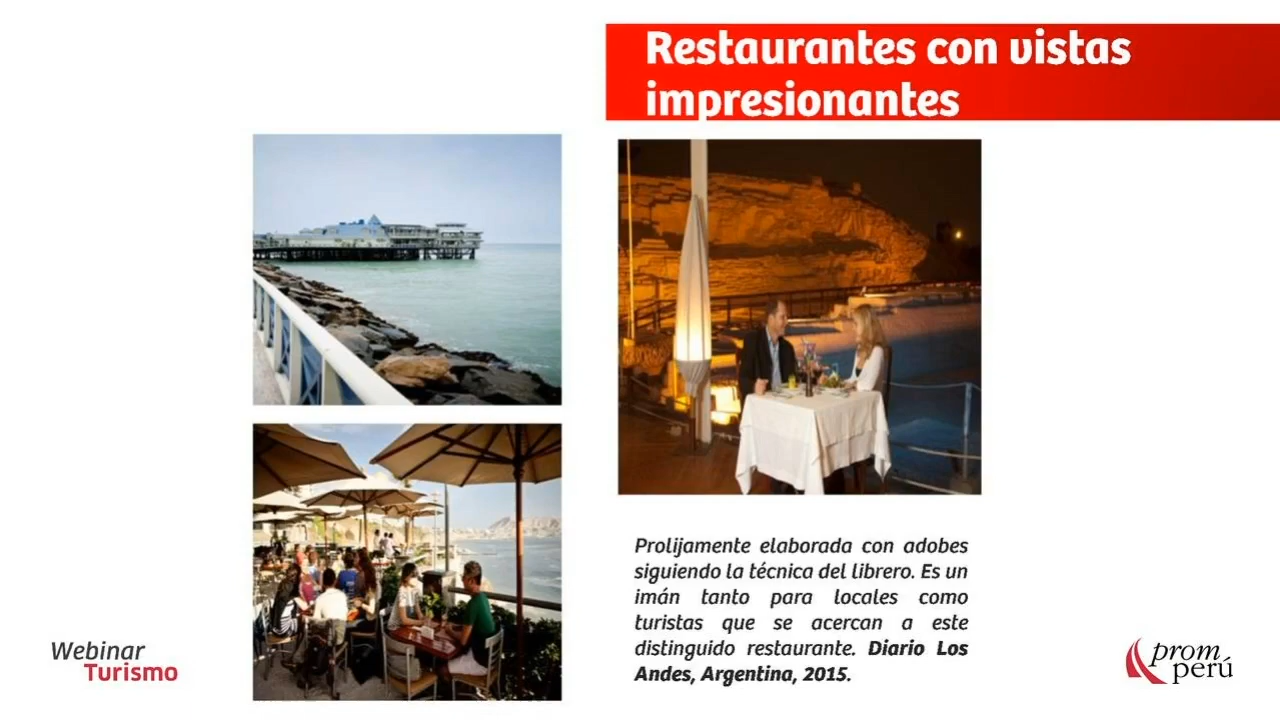 Restaurantes con vistas
impresionantes
Prolijamente elaborada con adobes
siguiendo la técnica del librero. Es un
imán tanto para locales como
turistas que se acercan a este
distinguido restaurante. Diario Los
Andes, Argentina, 2015.
Webinar
Turismo
prom
perú